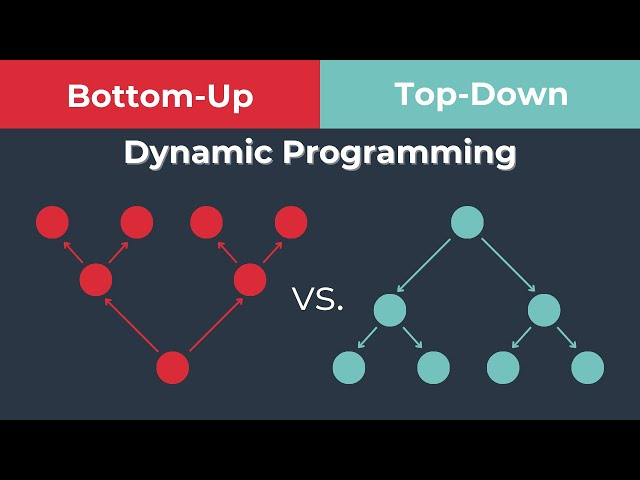 Bottom-Up
Top-Down
Dynamic Programming
VS.